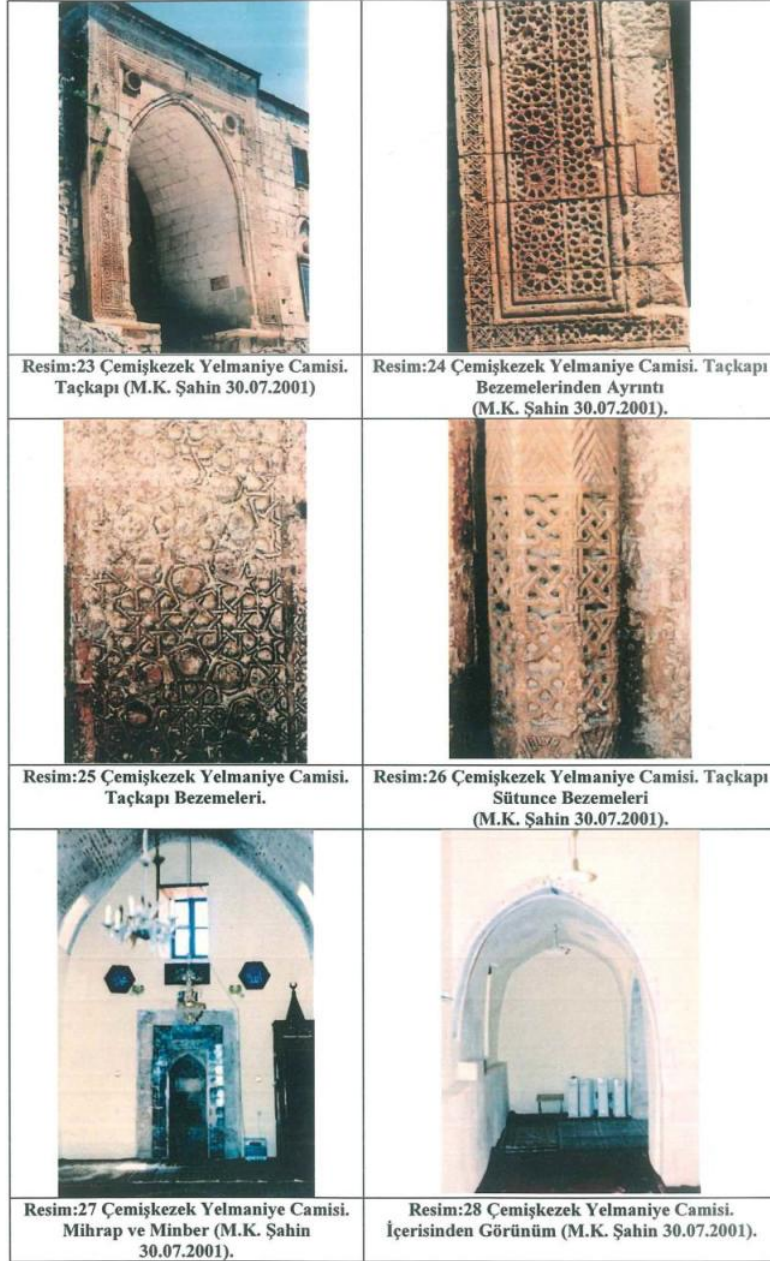 Resim:23 Çemişkezek Yelmaniye Camisi.
Taçkapı (M.K. Şahin 30.07.2001)
Resim:24 Çemişkezek Yelmaniye Camisi. Taçkapı
Bezemelerinden Ayrıntı
(M.K. Şahin 30.07.2001).
Resim:25 Çemişkezek Yelmaniye Camisi.
Taçkapı Bezemeleri.
Resim:26 Çemişkezek Yelmaniye Camisi. Taçkapı
Sütunce Bezemeleri
(M.K. Şahin 30.07.2001).
Resim:27 Çemişkezek Yelmaniye Camisi.
Mihrap ve Minber (M.K. Şahin
30.07.2001).
Resim:28 Çemişkezek Yelmaniye Camisi.
İçerisinden Görünüm (M.K. Şahin 30.07.2001).